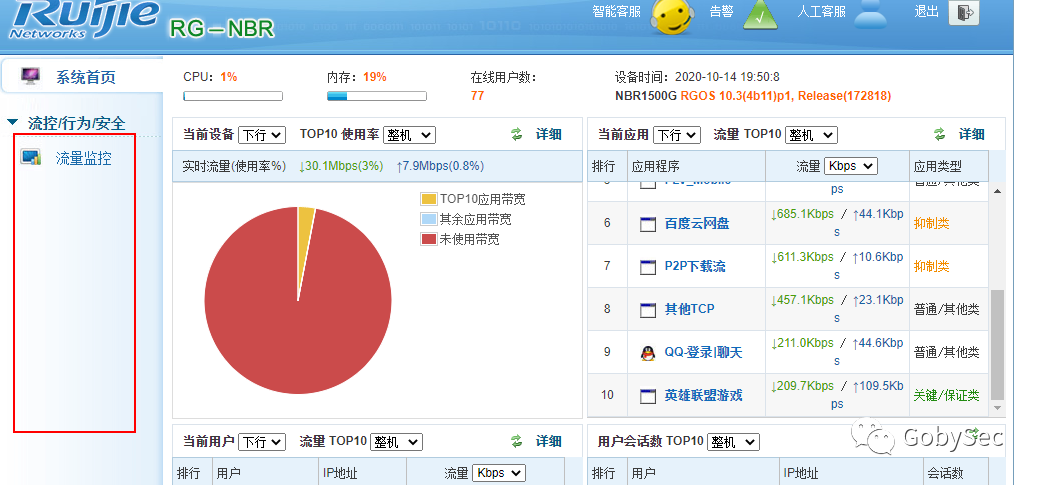 Ruijie
Networks
RG-NBR
智能客服
告警
人工客服
退出
系统首页
流控/行为/安全
流量监控
CPU：1%
内存：19%
在线用户数：
77
设备时间：2020-10-14 19:50:8
NBR1500G RGOS 10.3(4b11)p1, Release(172818)
当前设备 下行 TOP10 使用率 整机 详细
实时流量(使用率%) ↓30.1Mbps(3%) ↑7.9Mbps(0.8%)
TOP10应用带宽
其余应用带宽
未使用带宽
当前应用 下行 流量 TOP10 整机 详细
排行 应用程序 流量 Kbps 应用类型
ps
6 百度云网盘 ↓685.1Kbps / ↑44.1Kbp
s
抑制类
7 P2P下载流 ↓611.3Kbps / ↑10.6Kbp
s
抑制类
8 其他TCP ↓457.1Kbps / ↑23.1Kbp
s
普通/其他类
9 QQ-登录|聊天 ↓211.0Kbps / ↑44.6Kbp
s
普通/其他类
10 英雄联盟游戏 ↓209.7Kbps / ↑109.5Kb
ps
关键/保证类
当前用户 下行 流量 TOP10 整机 详细
排行 用户 IP地址 流量 Kbps
用户会话数 TOP10 整机
排行 用户 IP地址 会话数
GobySec